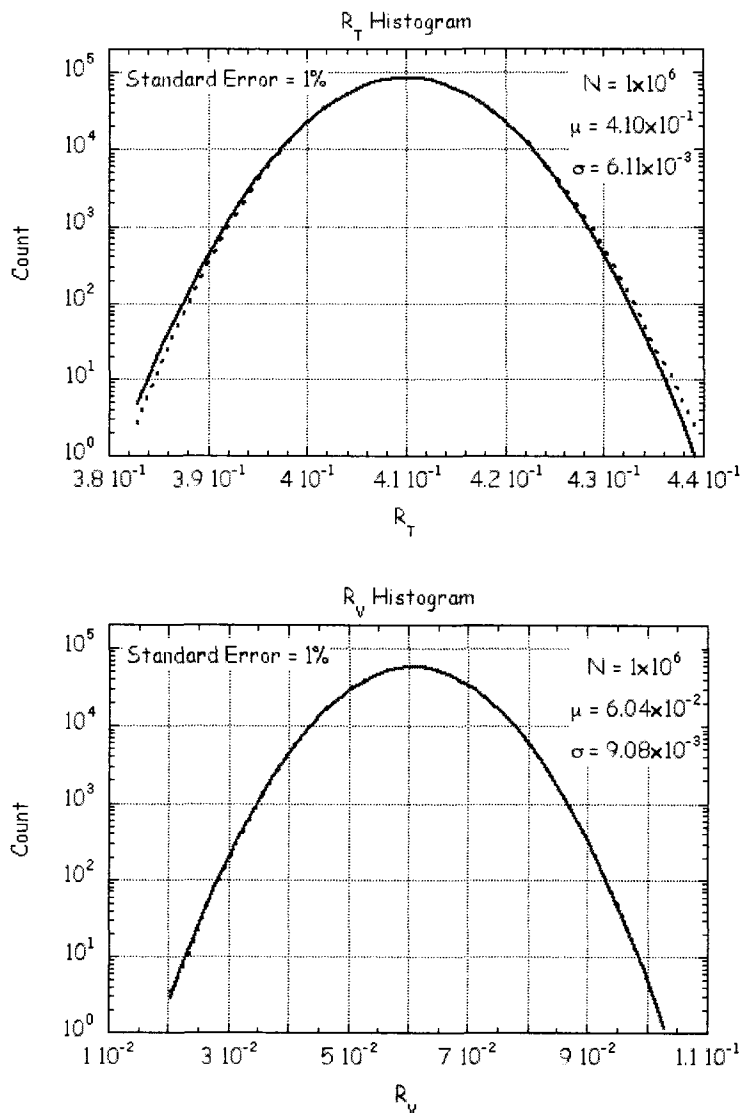 R_T Histogram
Standard Error = 1%
N = 1x10^6
μ = 4.10x10^-1
σ = 6.11x10^-3
Count
10^5
10^4
10^3
10^2
10^1
10^0
3.8 10^-1 3.9 10^-1 4 10^-1 4.1 10^-1 4.2 10^-1 4.3 10^-1 4.4 10^-1
R_T
R_V Histogram
Standard Error = 1%
N = 1x10^6
μ = 6.04x10^-2
σ = 9.08x10^-3
Count
10^5
10^4
10^3
10^2
10^1
10^0
1 10^-2 3 10^-2 5 10^-2 7 10^-2 9 10^-2 1.1 10^-1
R_V